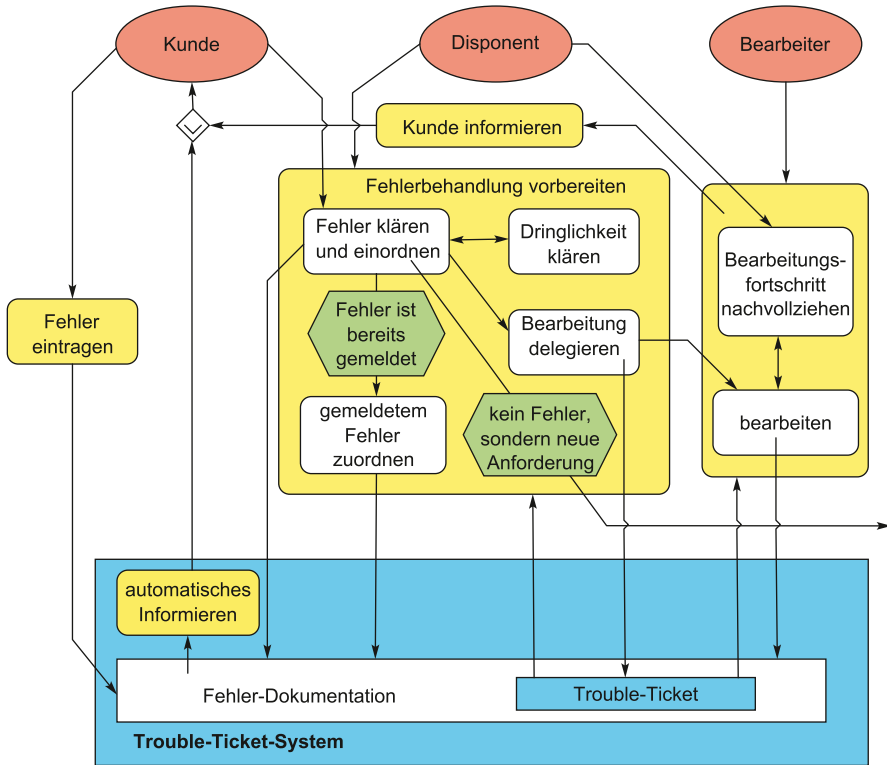 Kunde
Disponent
Bearbeiter
Kunde informieren
Fehlerbehandlung vorbereiten
Fehler klären
und einordnen
Dringlichkeit
klären
Bearbeitungs-
fortschritt
nachvollziehen
Fehler
eintragen
Fehler ist
bereits
gemeldet
Bearbeitung
delegieren
gemeldetem
Fehler
zuordnen
kein Fehler,
sondern neue
Anforderung
bearbeiten
automatisches
Informieren
Fehler-Dokumentation
Trouble-Ticket
Trouble-Ticket-System